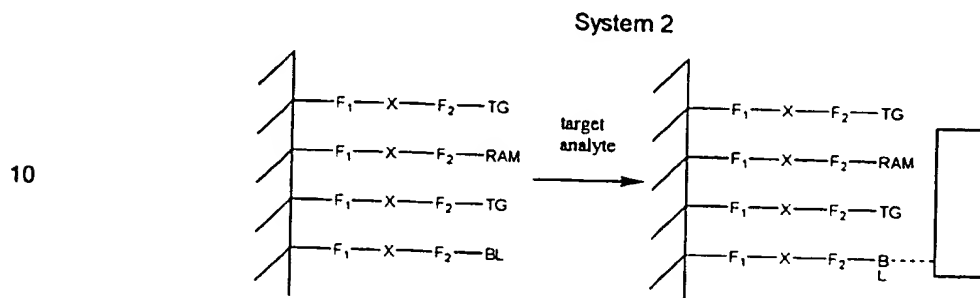 System 2
F₁—X—F₂—TG
F₁—X—F₂—RAM
F₁—X—F₂—TG
F₁—X—F₂—BL
10
target
analyte
F₁—X—F₂—TG
F₁—X—F₂—RAM
F₁—X—F₂—TG
F₁—X—F₂—B
L